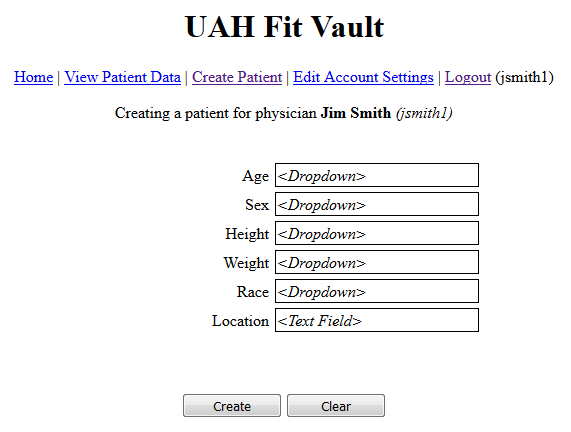 UAH Fit Vault
Home | View Patient Data | Create Patient | Edit Account Settings | Logout (jsmith1)
Creating a patient for physician Jim Smith (jsmith1)
Age <Dropdown>
Sex <Dropdown>
Height <Dropdown>
Weight <Dropdown>
Race <Dropdown>
Location <Text Field>
Create Clear